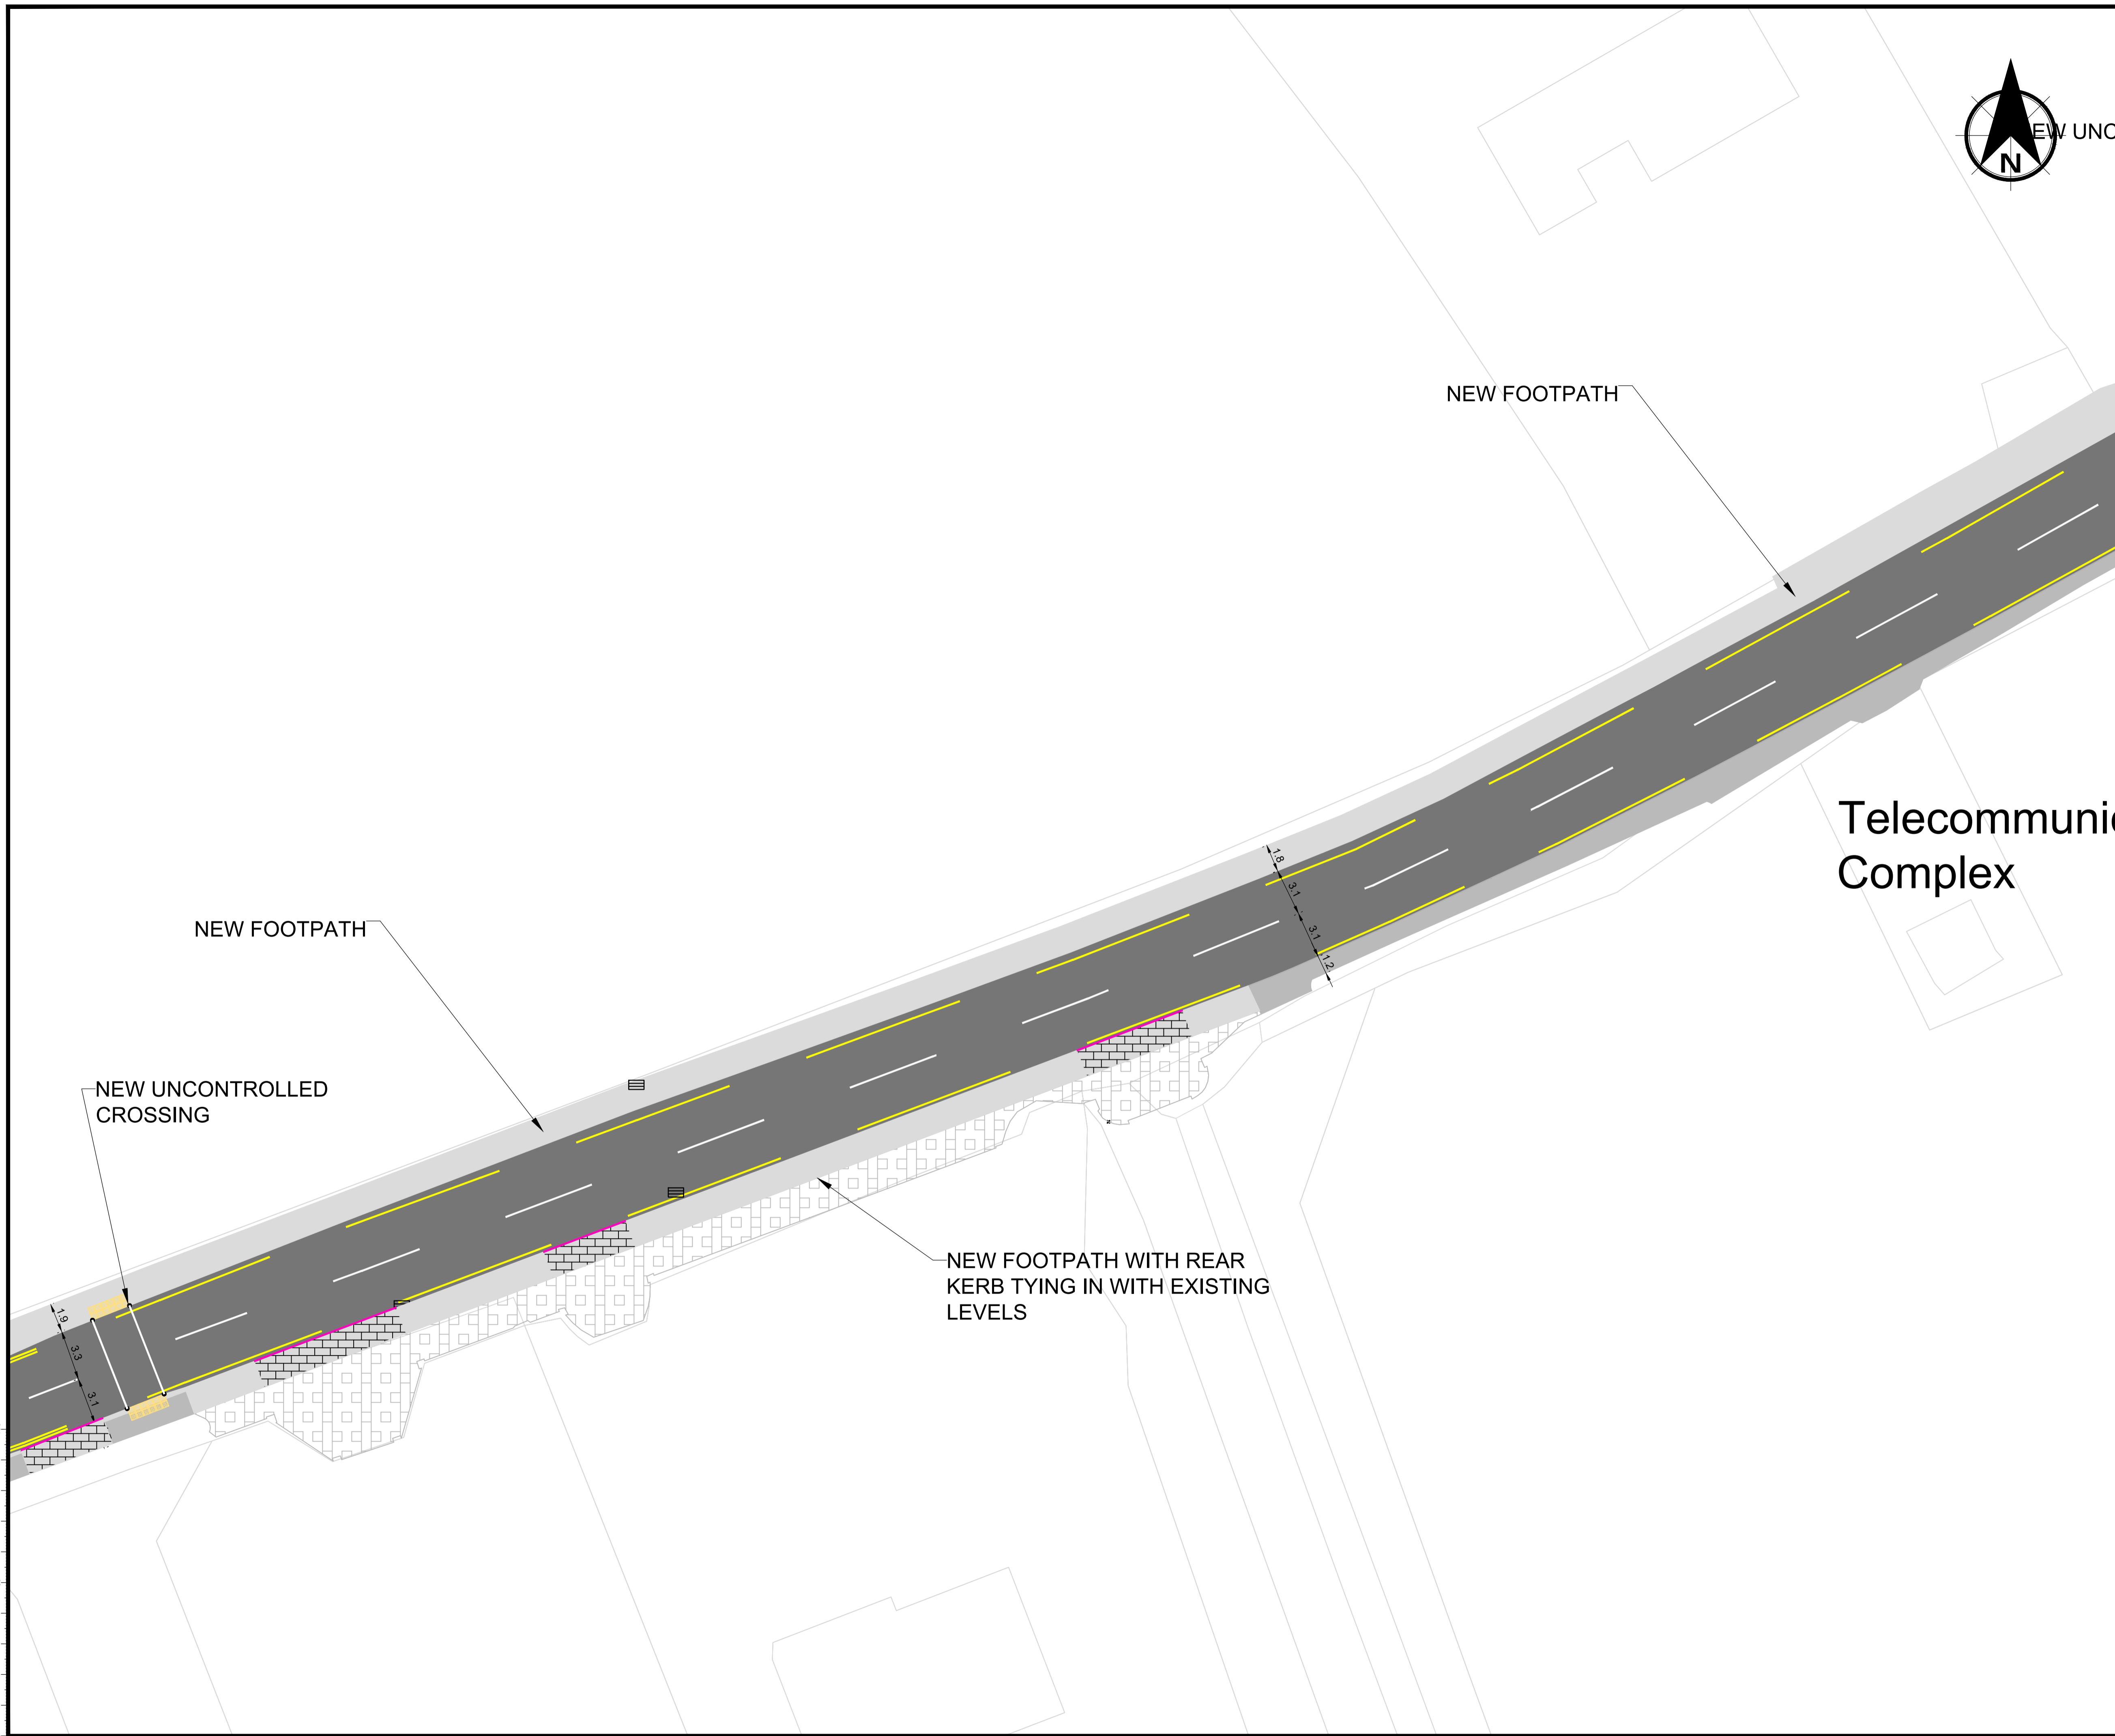 N
EW UNC
NEW FOOTPATH
Telecommunic
Complex
1.8
3.1
3.1
1.2
NEW FOOTPATH
NEW UNCONTROLLED
CROSSING
NEW FOOTPATH WITH REAR
KERB TYING IN WITH EXISTING
LEVELS
1.9
3.3
3.1